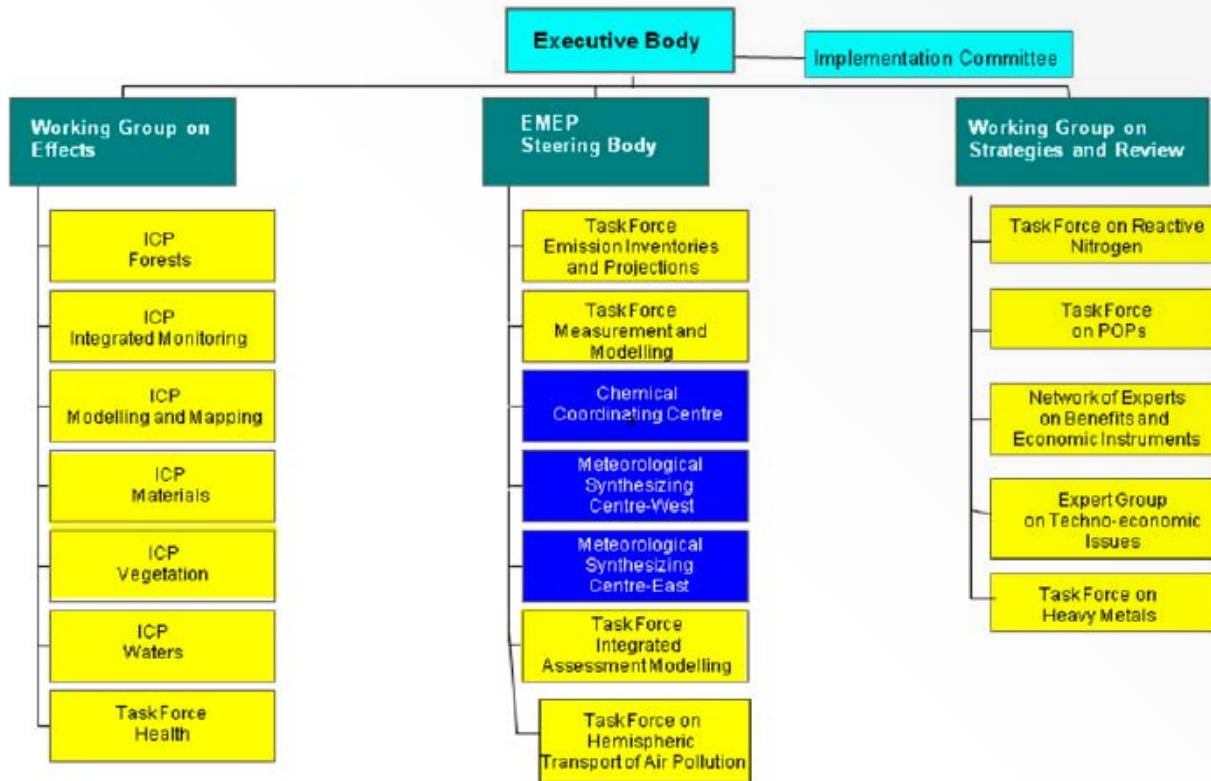 Executive Body
Implementation Committee
Working Group on
Effects
EMEP
Steering Body
Working Group on
Strategies and Review
ICP
Forests
ICP
Integrated Monitoring
ICP
Modelling and Mapping
ICP
Materials
ICP
Vegetation
ICP
Waters
Task Force
Health
Task Force
Emission Inventories
and Projections
Task Force
Measurement and
Modelling
Chemical
Coordinating Centre
Meteorological
Synthesizing
Centre-West
Meteorological
Synthesizing
Centre-East
Task Force
Integrated
Assessment Modelling
Task Force on
Hemispheric
Transport of Air Pollution
Task Force on Reactive
Nitrogen
Task Force
on POPs
Network of Experts
on Benefits and
Economic Instruments
Expert Group
on Techno-economic
Issues
Task Force on
Heavy Metals